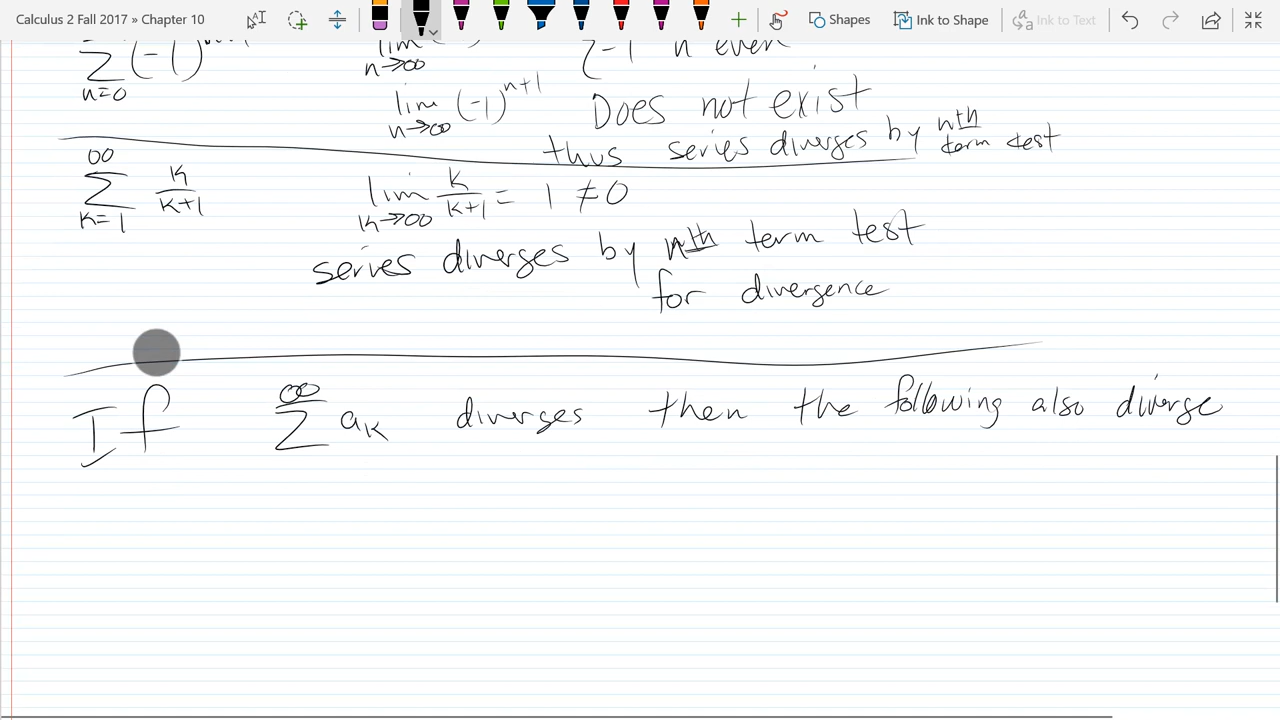 Calculus 2 Fall 2017 » Chapter 10 Shapes Ink to Shape Ink to Text
∑ (-1) lim {-1 n even
n=0 n→∞
lim (-1)^{n+1} Does not exist
n→∞
thus series diverges by nth term test
∞
∑ k/(k+1) lim k/(k+1) = 1 ≠ 0
k=1 k→∞
series diverges by nth term test
for divergence
∞
If ∑ a_k diverges then the following also diverge